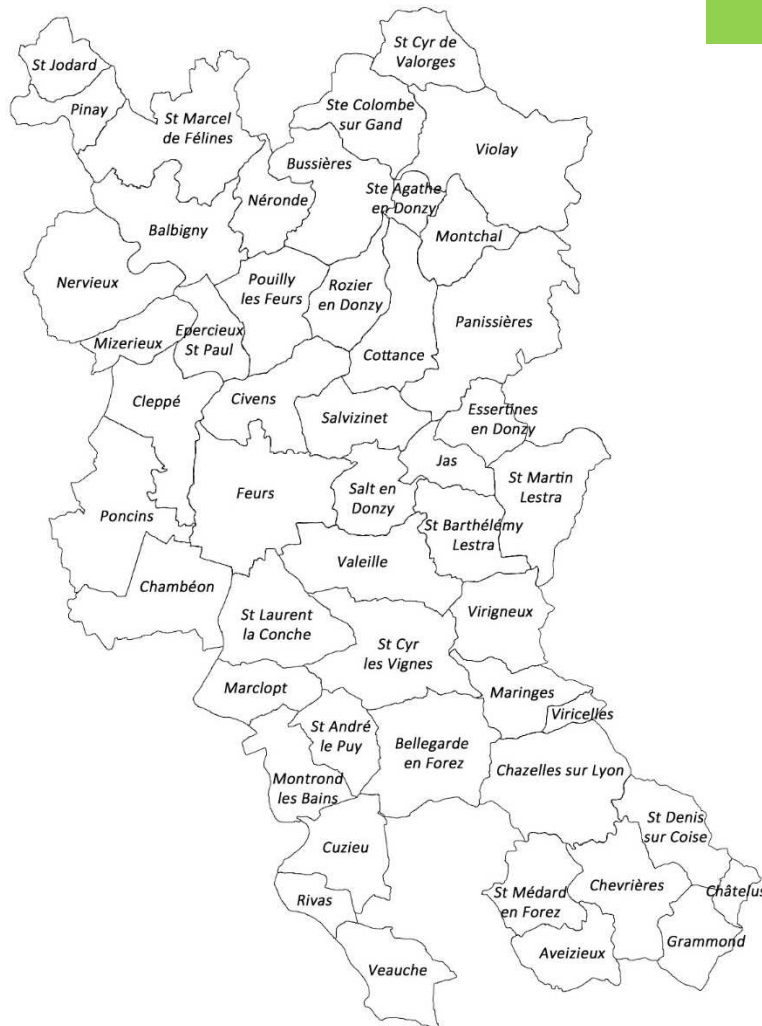 St Cyr de
Valorges
St Jodard
Pinay
St Marcel
de Félines
Ste Colombe
sur Gand
Violay
Bussières
Néronde
Ste Agathe
en Donzy
Balbigny
Montchal
Nervieux
Pouilly
les Feurs
Rozier
en Donzy
Panissières
Mizerieux
Epercieux
St Paul
Cottance
Cleppé
Civens
Salvizinet
Essertines
en Donzy
Jas
St Martin
Lestra
Feurs
Salt en
Donzy
Poncins
St Barthélémy
Lestra
Valeille
Chambéon
St Laurent
la Conche
Virigneux
St Cyr
les Vignes
Marclopt
Maringes
Viricelles
St André
le Puy
Bellegarde
en Forez
Chazelles sur Lyon
Montrond
les Bains
St Denis
sur Coise
Cuzieu
Chevrières
Châtelus
St Médard
en Forez
Rivas
Grammond
Aveizieux
Veauche